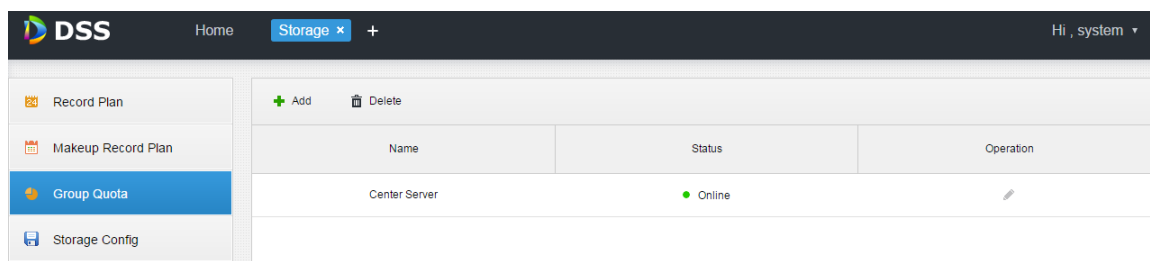 DSS Home Storage × + Hi , system
Record Plan
Makeup Record Plan
Group Quota
Storage Config
Add Delete
Name Status Operation
Center Server Online